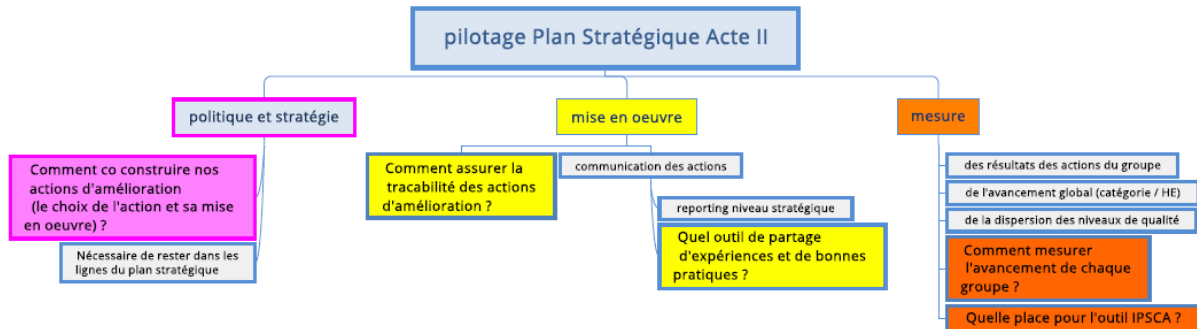 pilotage Plan Stratégique Acte II
politique et stratégie
Comment co construire nos
actions d'amélioration
(le choix de l'action et sa mise
en oeuvre) ?
Nécessaire de rester dans les
lignes du plan stratégique
mise en oeuvre
Comment assurer la
tracabilité des actions
d'amélioration ?
communication des actions
reporting niveau stratégique
Quel outil de partage
d'expériences et de bonnes
pratiques ?
mesure
des résultats des actions du groupe
de l'avancement global (catégorie / HE)
de la dispersion des niveaux de qualité
Comment mesurer
l'avancement de chaque
groupe ?
Quelle place pour l'outil IPSCA ?